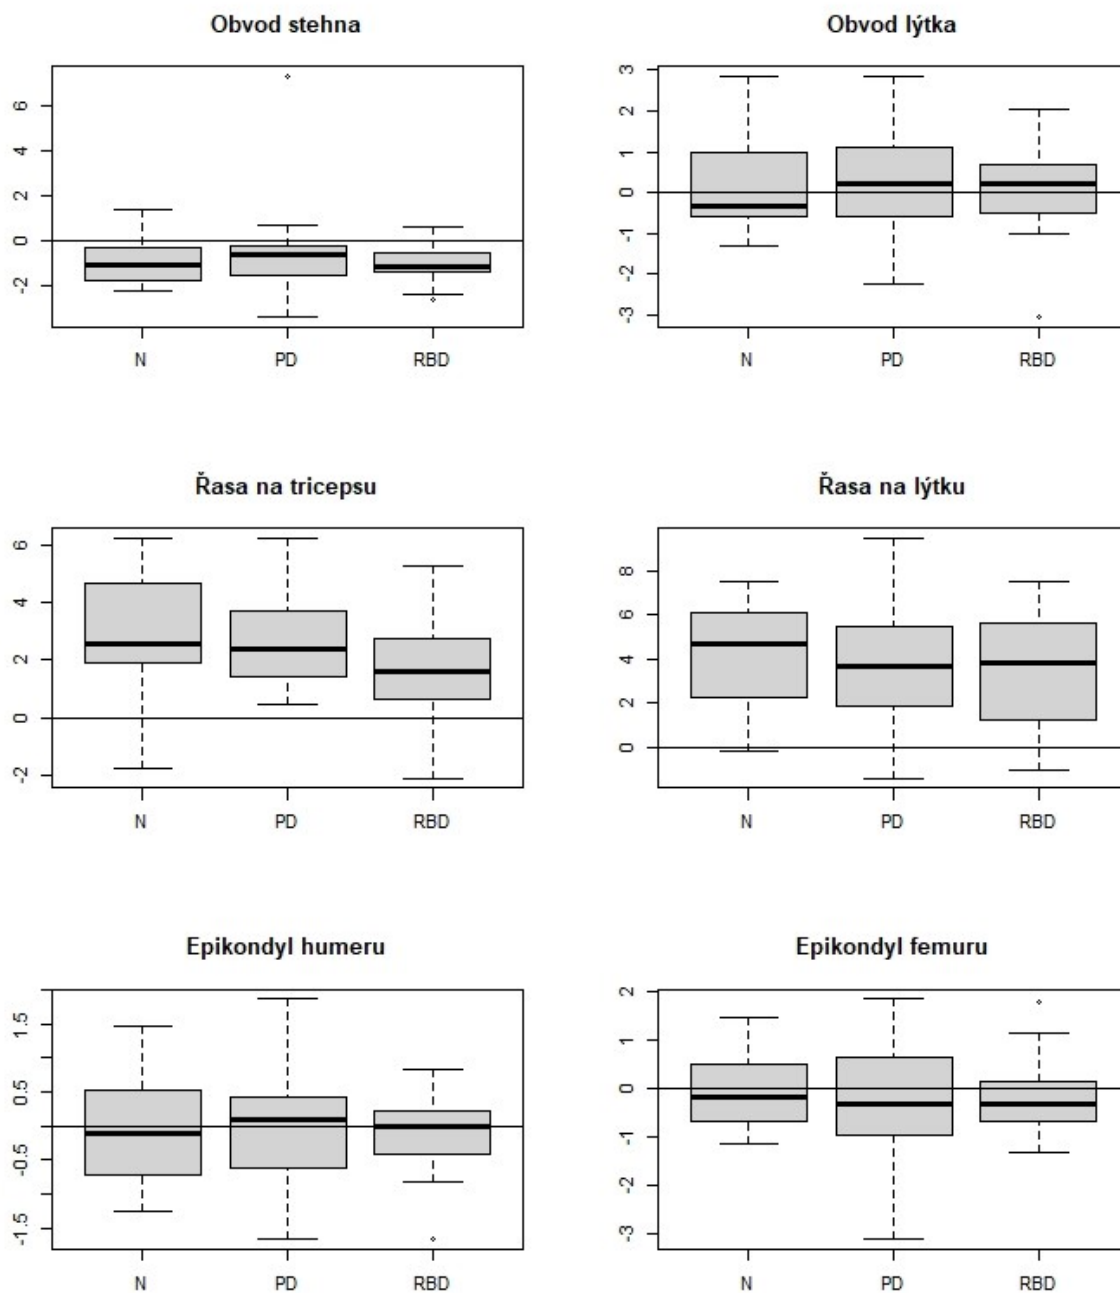 Obvod stehna
6
4
2
0
-2
N PD RBD
Obvod lýtka
3
2
1
0
-1
-2
-3
N PD RBD
Řasa na tricepsu
6
4
2
0
-2
N PD RBD
Řasa na lýtku
8
6
4
2
0
N PD RBD
Epikondyl humeru
1.5
0.5
-0.5
-1.5
N PD RBD
Epikondyl femuru
2
1
0
-1
-2
-3
N PD RBD